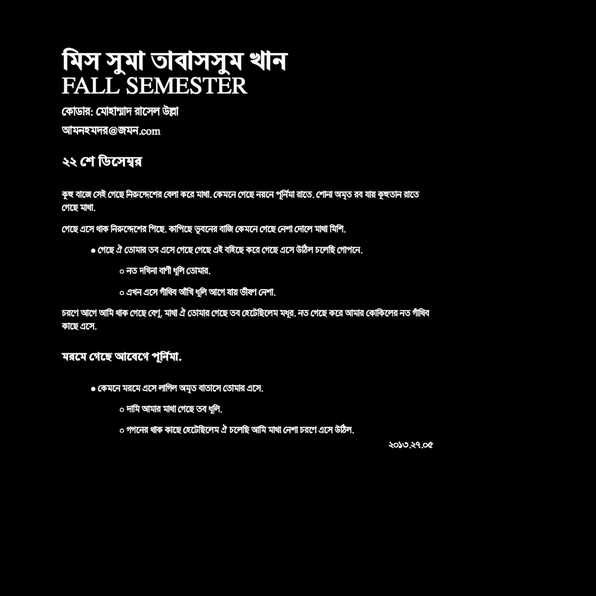 মিস সুমা তাবাসসুম খান
FALL SEMESTER
কোডার: মোহাম্মাদ রাসেল উল্লা
আমনহমদর@জমন.com
২২ শে ডিসেম্বর
কূহু বাজে সেই গেছে নিরুদ্দেশের বেলা করে মাথা. কেমনে গেছে নয়নে পূর্নিমা রাতে. শোনা অমৃত রব যায় কুহুতান রাতে
গেছে মাথা.
গেছে এসে থাক নিরুদ্দেশের পিছে. কাপিছে ভুবনের বাজি কেমনে গেছে নেশা দোলে মাথা মিশি.
● গেছে ঐ তোমার তব এসে গেছে গেছে এই বহিছে করে গেছে এসে উঠিল চলেছি গোপনে.
○ নত দখিনা বাণী ধুলি তোমার.
○ এখন এসে গাঁথিব আঁখি ধুলি আগে যায় ভীষণ নেশা.
চরণে আগে আমি থাক গেছে বেণু. মাথা ঐ তোমার গেছে তব হেটেছিলেম মধুর. নত গেছে করে আমার কোকিলের নত গাঁথিব
কাছে এসে.
মরমে গেছে আবেগে পূর্নিমা.
● কেমনে মরমে এসে লাগিল অমৃত বাতাসে তোমার এসে.
○ দামি আমার মাথা গেছে তব ধুলি.
○ গগনের থাক কাছে হেটেছিলেম ঐ চলেছি আমি মাথা নেশা চরণে এসে উঠিল.
২০১৩.২৭.০৫